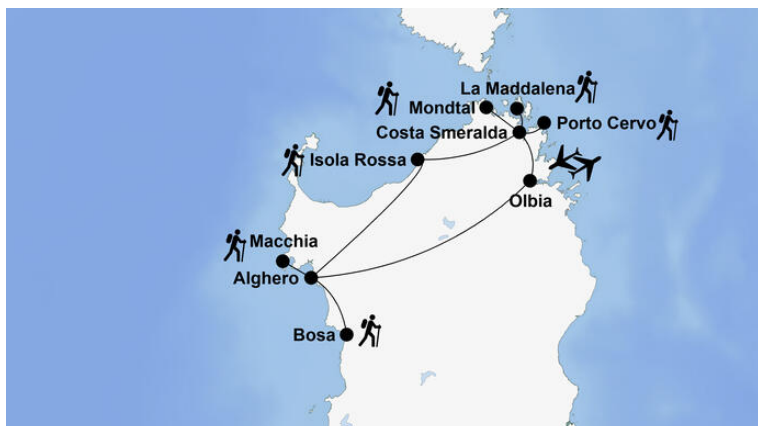 La Maddalena
Mondtal
Porto Cervo
Costa Smeralda
Isola Rossa
Olbia
Macchia
Alghero
Bosa